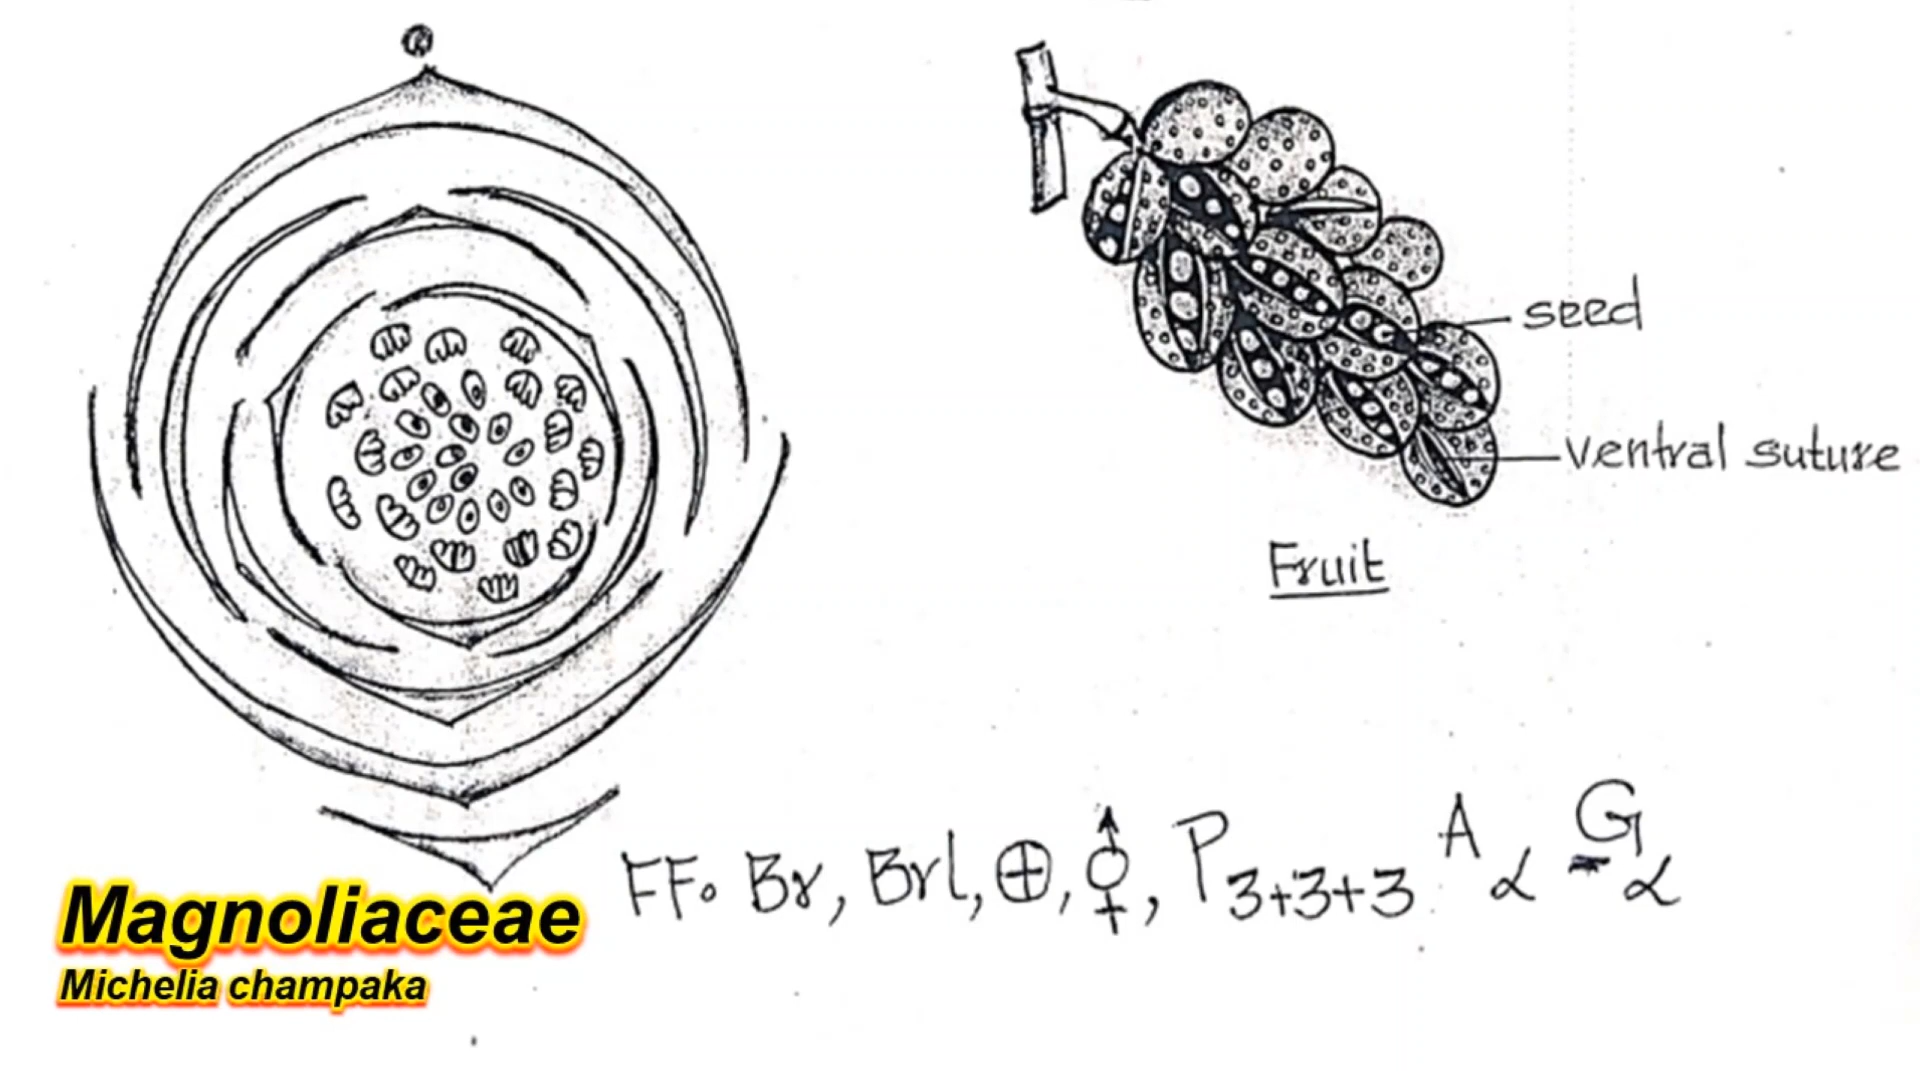 seed
ventral suture
Fruit
FF. Br, Brl, ⊕, ⚥, P3+3+3 A α G α
Magnoliaceae
Michelia champaka